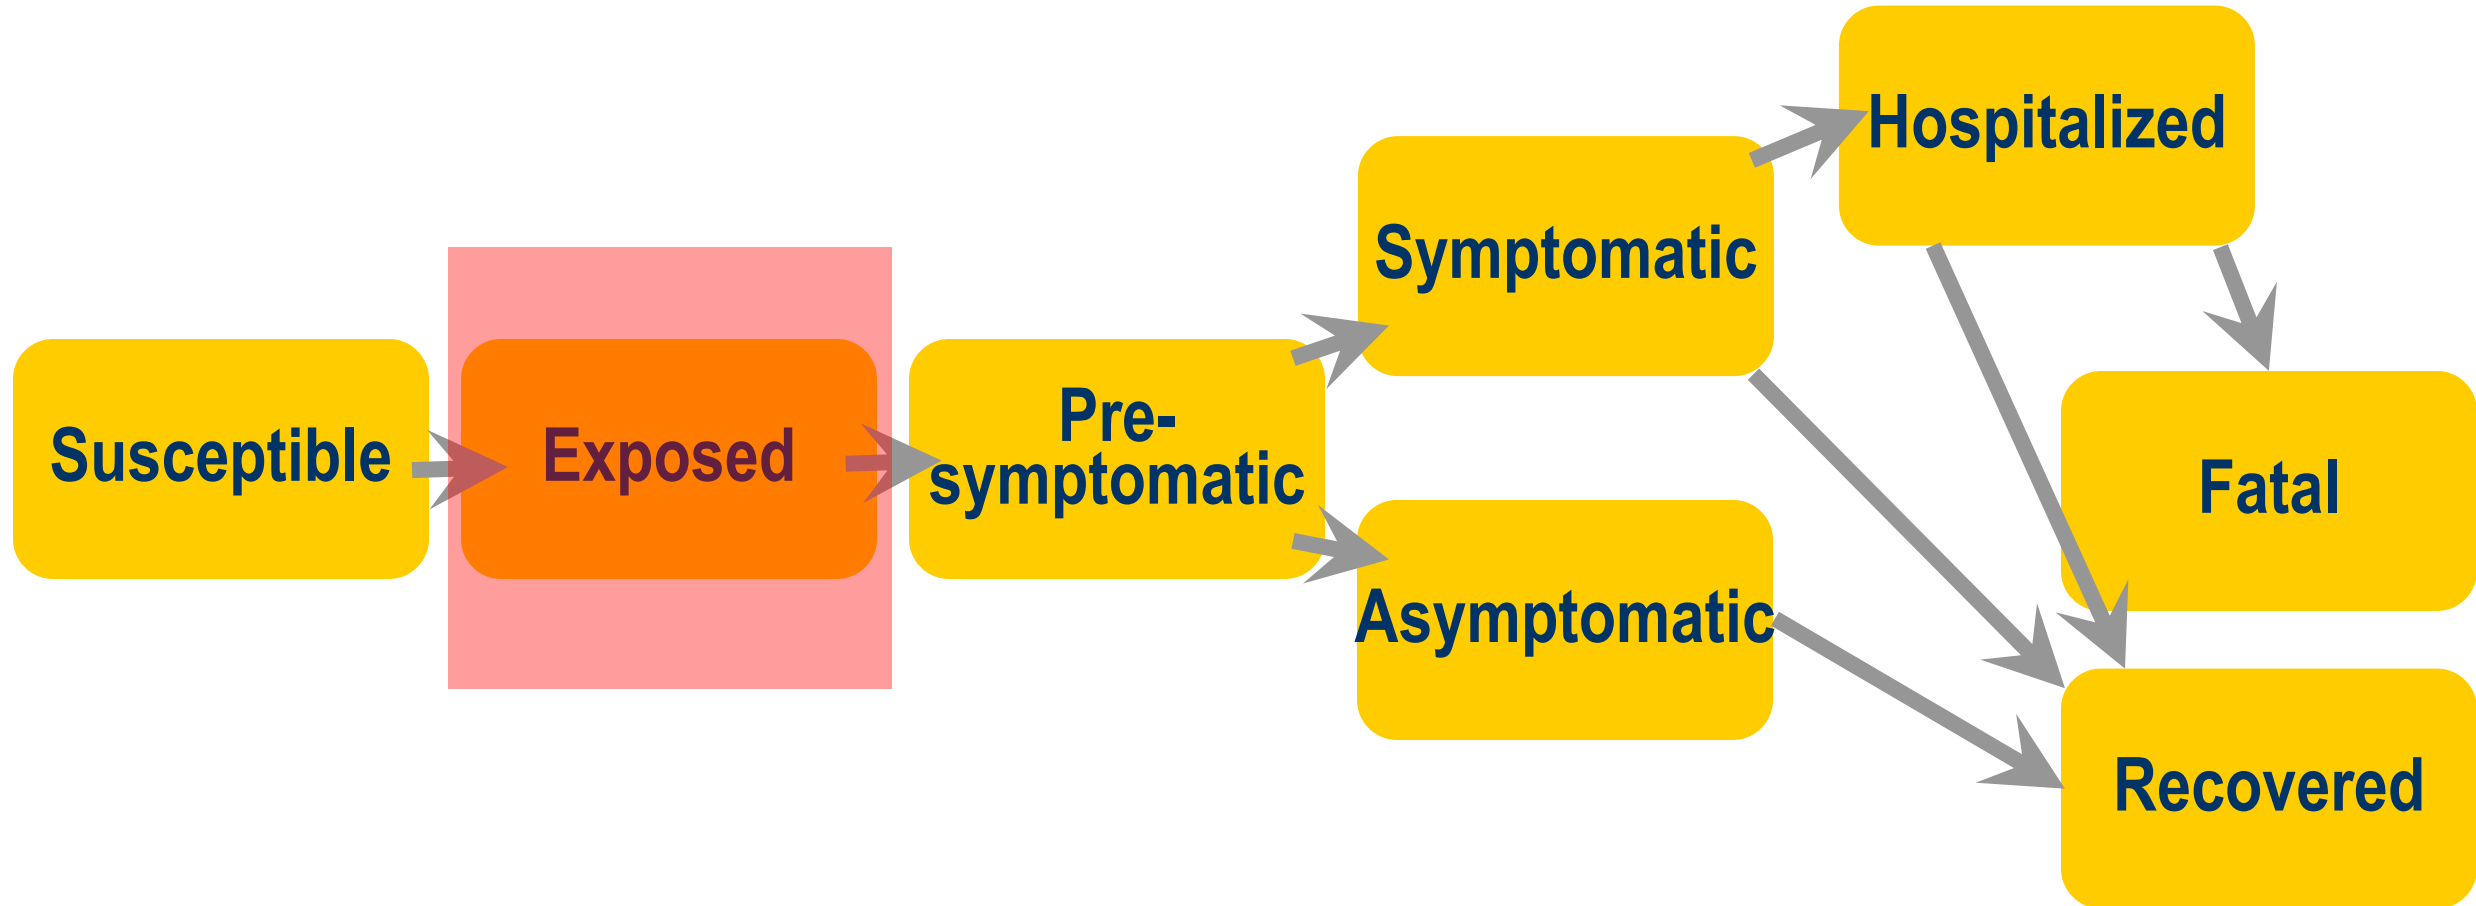 Susceptible
Exposed
Pre-
symptomatic
Symptomatic
Asymptomatic
Hospitalized
Fatal
Recovered